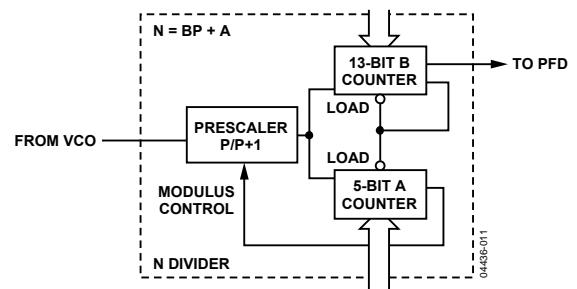 N = BP + A
13-BIT B
COUNTER
TO PFD
LOAD
PRESCALER
P/P+1
FROM VCO
LOAD
MODULUS
CONTROL
5-BIT A
COUNTER
N DIVIDER
04436-011